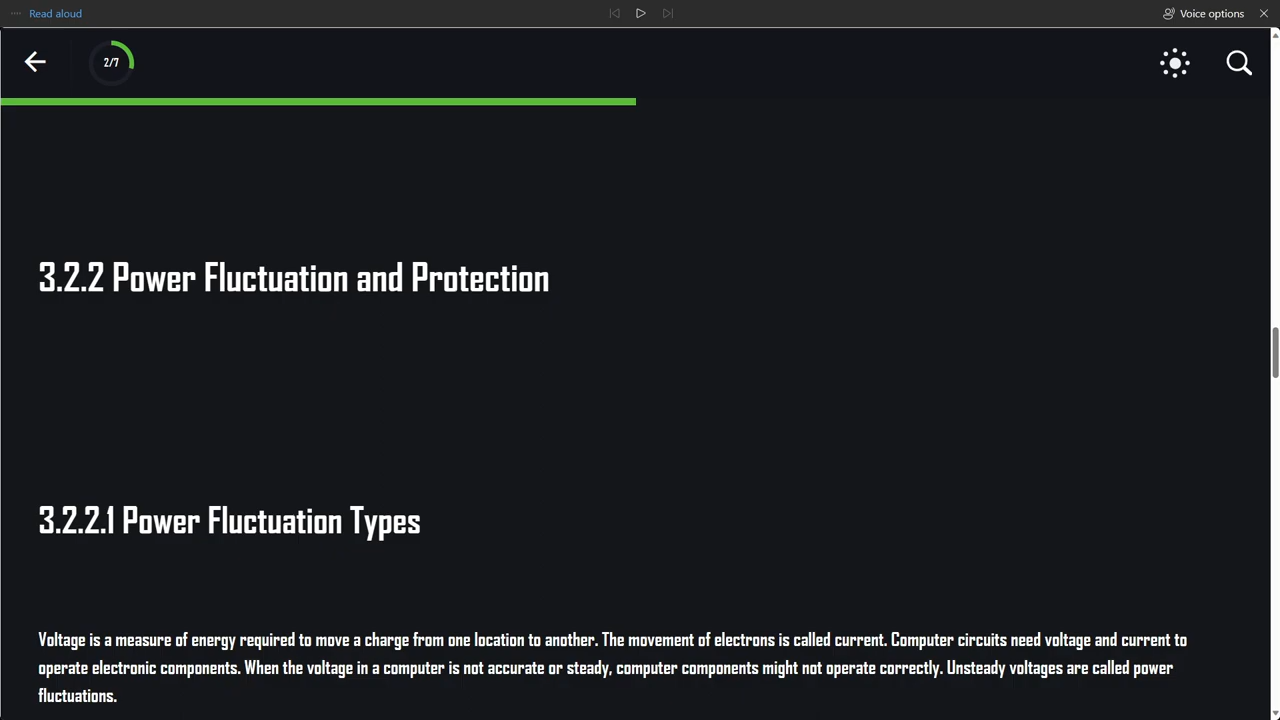 Read aloud
Voice options
2/7
3.2.2 Power Fluctuation and Protection
3.2.2.1 Power Fluctuation Types
Voltage is a measure of energy required to move a charge from one location to another. The movement of electrons is called current. Computer circuits need voltage and current to
operate electronic components. When the voltage in a computer is not accurate or steady, computer components might not operate correctly. Unsteady voltages are called power
fluctuations.